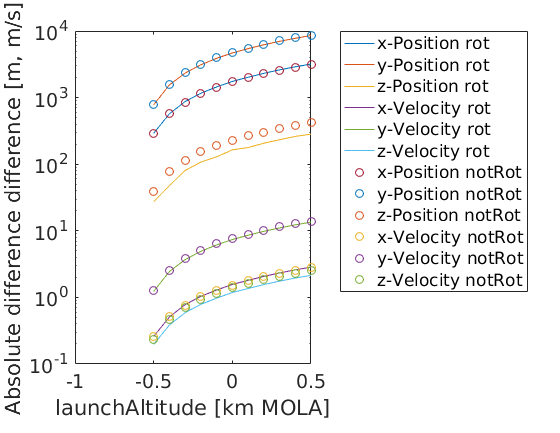 Absolute difference [m, m/s]
10^4
10^3
10^2
10^1
10^0
10^-1
-1
-0.5
0
0.5
launchAltitude [km MOLA]
x-Position rot
y-Position rot
z-Position rot
x-Velocity rot
y-Velocity rot
z-Velocity rot
x-Position notRot
y-Position notRot
z-Position notRot
x-Velocity notRot
y-Velocity notRot
z-Velocity notRot